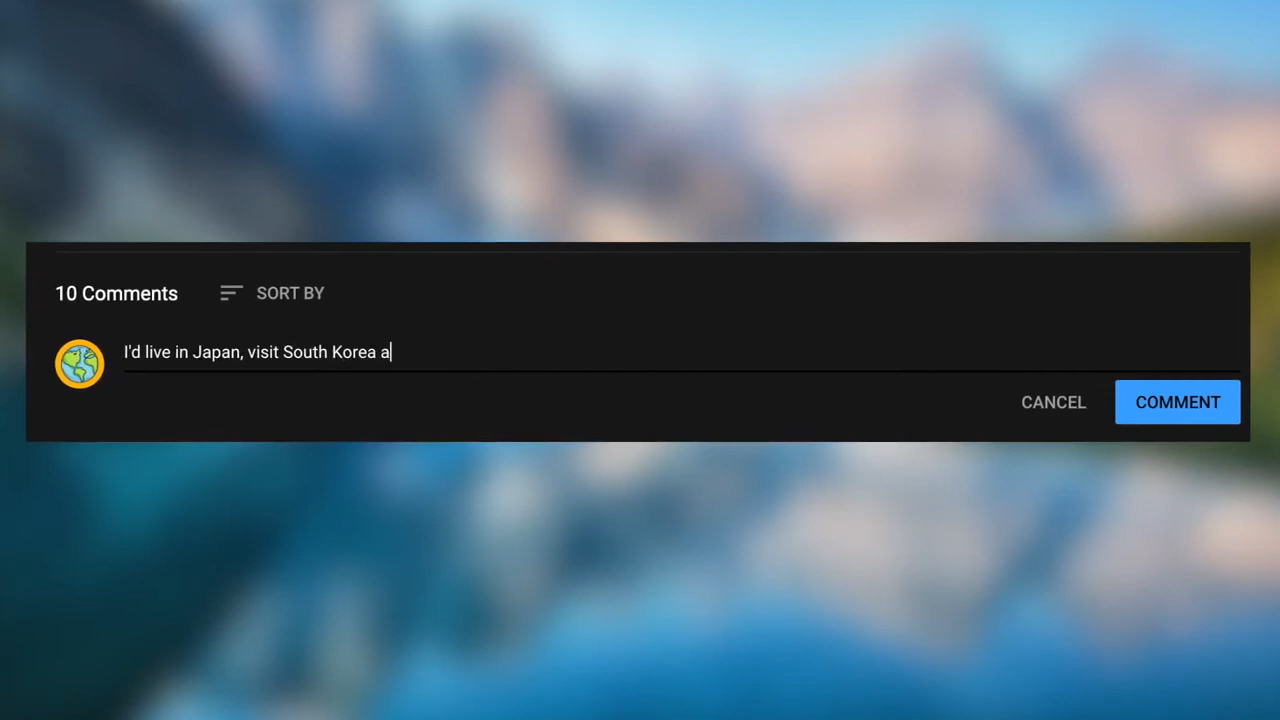 10 Comments SORT BY
I'd live in Japan, visit South Korea a
CANCEL COMMENT